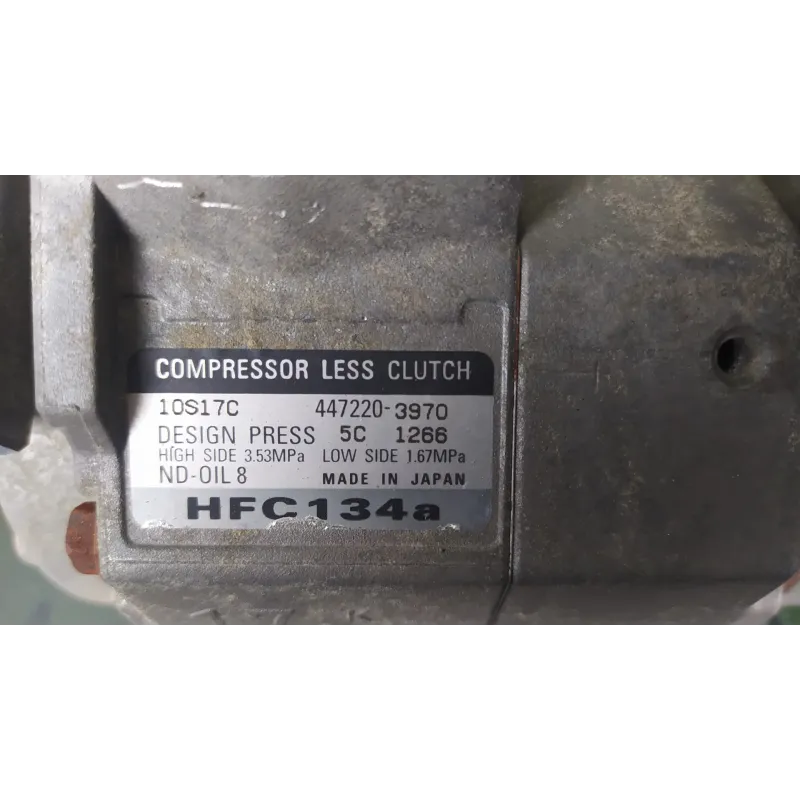 COMPRESSOR LESS CLUTCH
10S17C 447220-3970
DESIGN PRESS 5C 1266
HIGH SIDE 3.53MPa LOW SIDE 1.67MPa
ND-OIL 8 MADE IN JAPAN
HFC134a